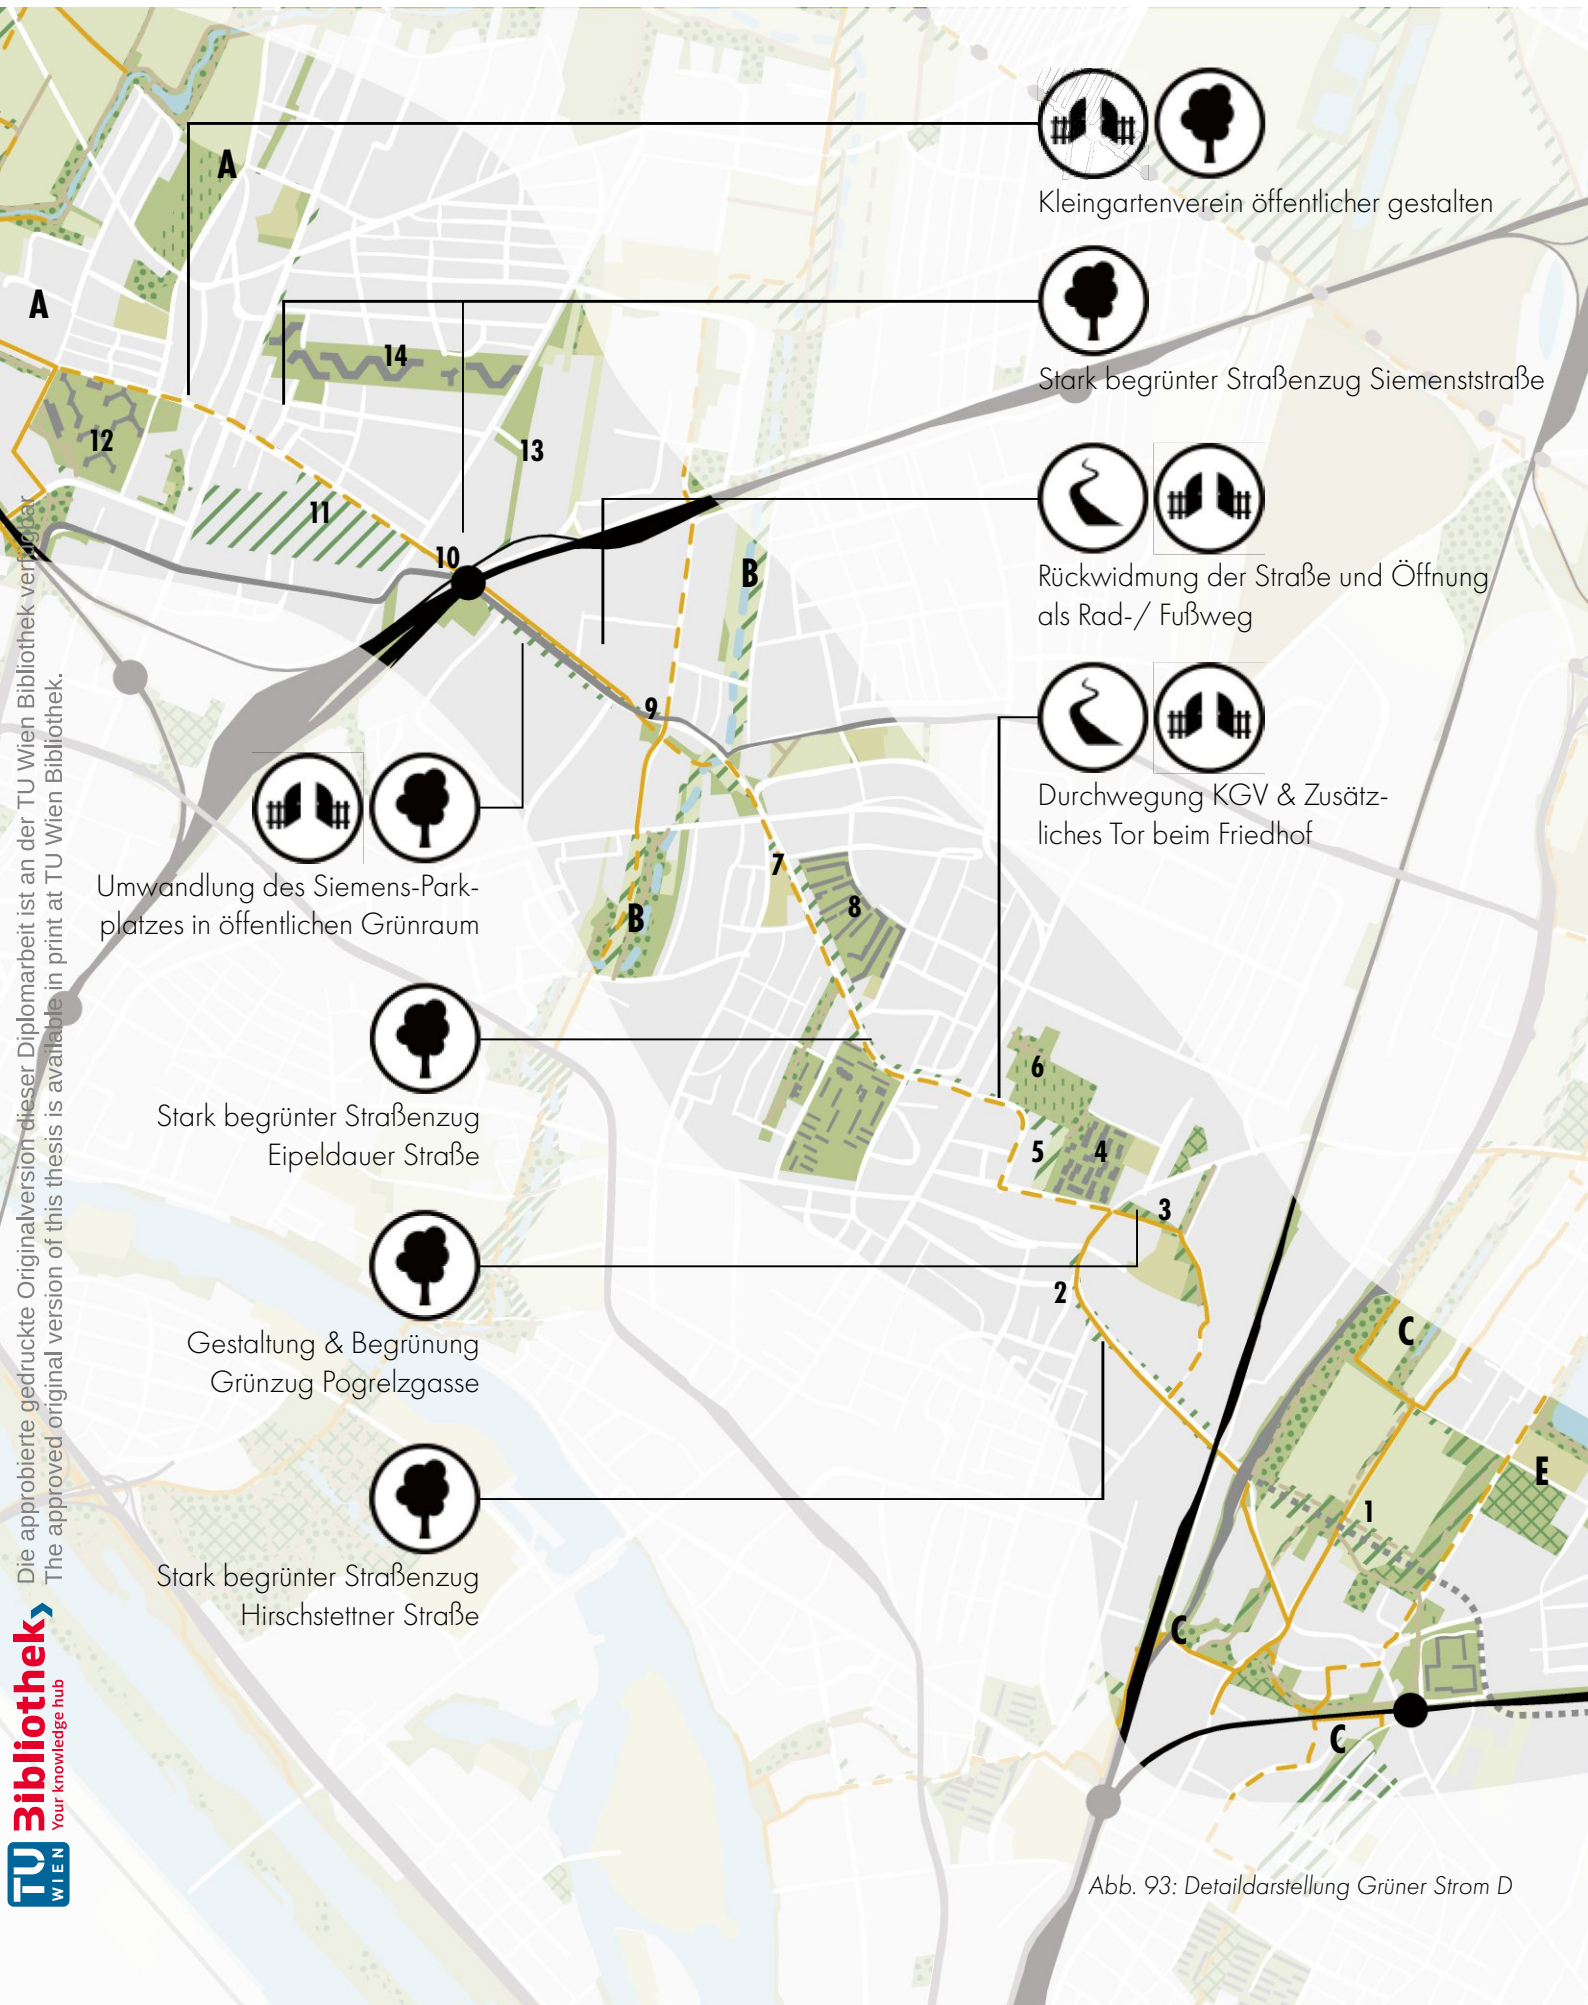 A
Kleingartenverein öffentlicher gestalten
A
Stark begrünter Straßenzug Siemenststraße
14
12
13
11
10
B
Rückwidmung der Straße und Öffnung
als Rad-/ Fußweg
9
Durchwegung KGV & Zusätz-
liches Tor beim Friedhof
7
8
B
Umwandlung des Siemens-Park-
platzes in öffentlichen Grünraum
6
5
4
Stark begrünter Straßenzug
Eipeldauer Straße
3
2
Gestaltung & Begrünung
Grünzug Pogrelzgasse
C
E
1
Stark begrünter Straßenzug
Hirschstettner Straße
C
C
Abb. 93: Detaildarstellung Grüner Strom D
Die approbierte gedruckte Originalversion dieser Diplomarbeit ist an der TU Wien Bibliothek verfügbar
The approved original version of this thesis is available in print at TU Wien Bibliothek.
TU Bibliothek
WIEN Your knowledge hub